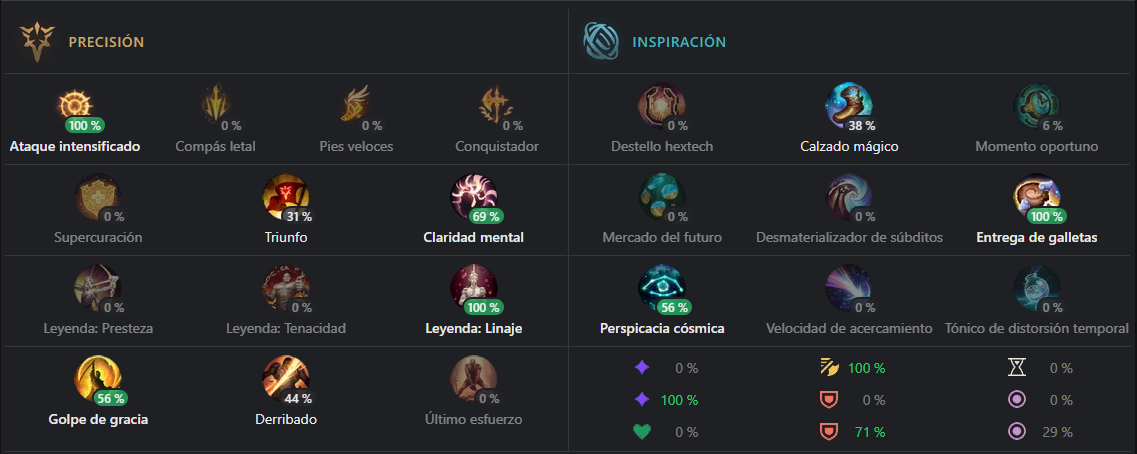 PRECISIÓN
INSPIRACIÓN
100 %
0 %
0 %
0 %
Ataque intensificado
Compás letal
Pies veloces
Conquistador
0 %
38 %
6 %
Destello hextech
Calzado mágico
Momento oportuno
0 %
31 %
69 %
Supercuración
Triunfo
Claridad mental
0 %
0 %
100 %
Mercado del futuro
Desmaterializador de súbditos
Entrega de galletas
0 %
0 %
100 %
Leyenda: Presteza
Leyenda: Tenacidad
Leyenda: Linaje
56 %
0 %
0 %
Perspicacia cósmica
Velocidad de acercamiento
Tónico de distorsión temporal
56 %
44 %
0 %
Golpe de gracia
Derribado
Último esfuerzo
0 %
100 %
0 %
100 %
0 %
0 %
0 %
71 %
29 %